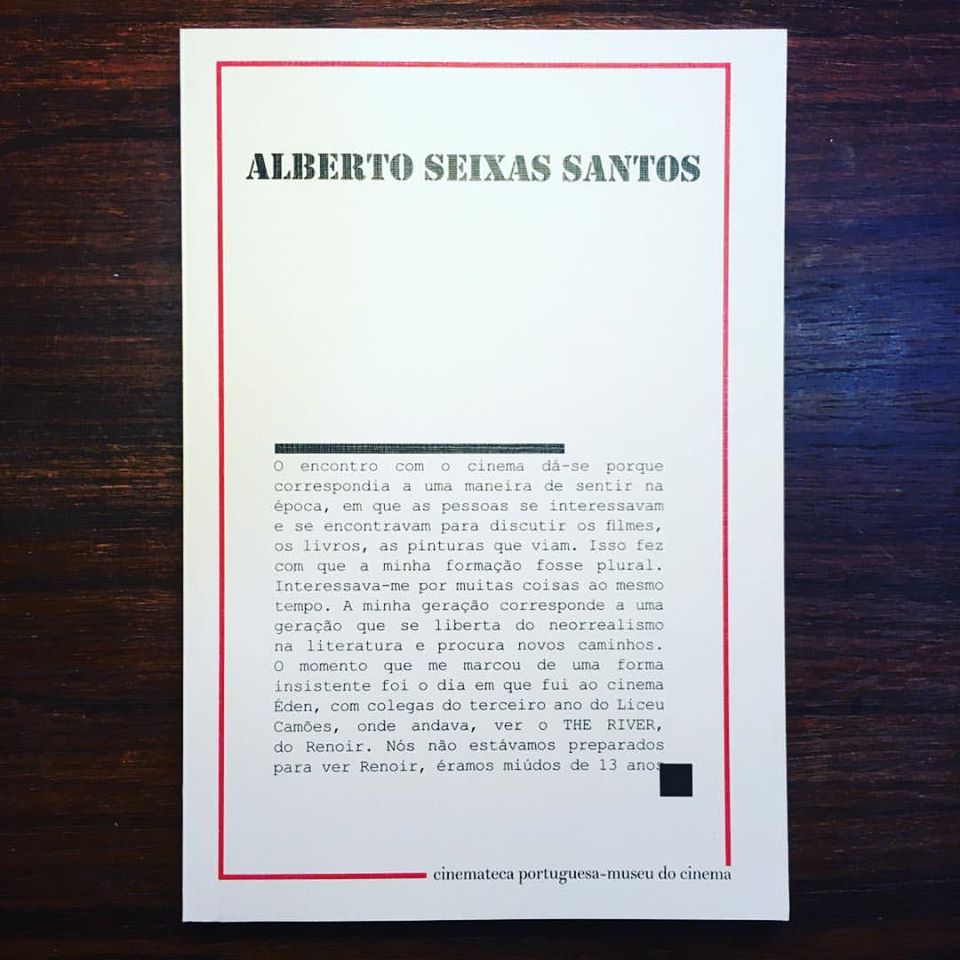 ALBERTO SEIXAS SANTOS
O encontro com o cinema dá-se porque
correspondia a uma maneira de sentir na
época, em que as pessoas se interessavam
e se encontravam para discutir os filmes,
os livros, as pinturas que viam. Isso fez
com que a minha formação fosse plural.
Interessava-me por muitas coisas ao mesmo
tempo. A minha geração corresponde a uma
geração que se liberta do neorrealismo
na literatura e procura novos caminhos.
O momento que me marcou de uma forma
insistente foi o dia em que fui ao cinema
Éden, com colegas do terceiro ano do Liceu
Camões, onde andava, ver o THE RIVER,
do Renoir. Nós não estávamos preparados
para ver Renoir, éramos miúdos de 13 anos
cinemateca portuguesa-museu do cinema